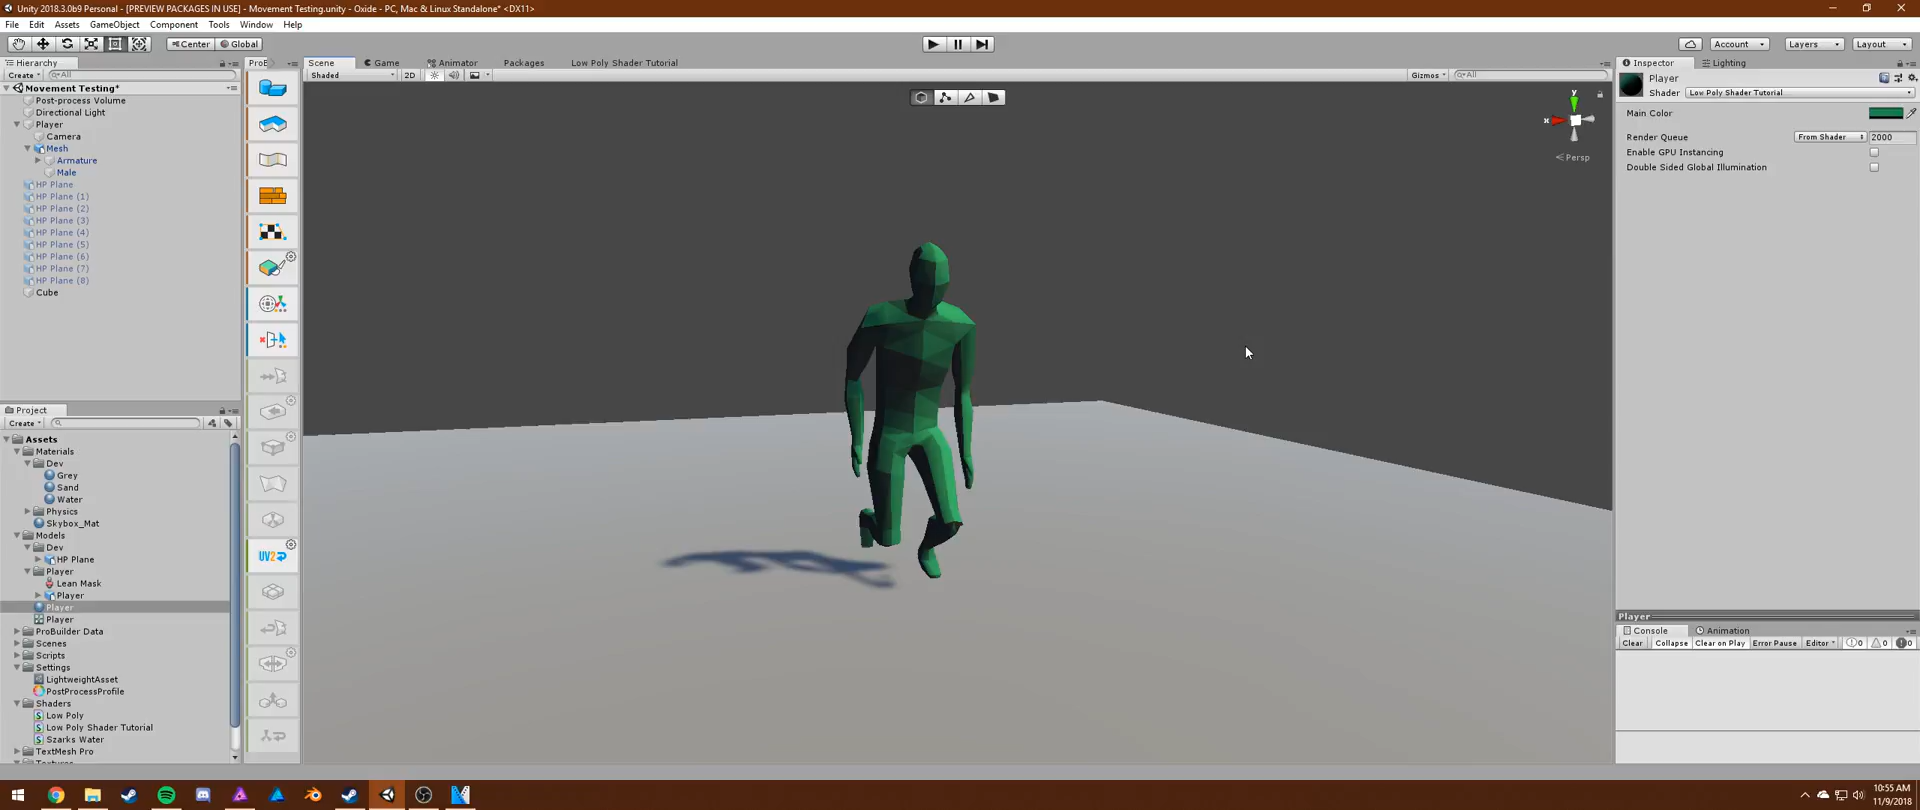 Unity 2018.3.0b9 Personal - [PREVIEW PACKAGES IN USE] - Movement Testing.unity - Oxide - PC, Mac & Linux Standalone* <DX11>
File Edit Assets GameObject Component Tools Window Help
Center Global Account Layers Layout
Hierarchy
Create All
Movement Testing*
Post-process Volume
Directional Light
Player
Camera
Mesh
Armature
Male
HP Plane
HP Plane (1)
HP Plane (2)
HP Plane (3)
HP Plane (4)
HP Plane (5)
HP Plane (6)
HP Plane (7)
HP Plane (8)
Cube
Project
Create
Assets
Materials
Dev
Grey
Sand
Water
Physics
Skybox_Mat
Models
Dev
HP Plane
Player
Lean Mask
Player
Player
Player
ProBuilder Data
Scenes
Scripts
Settings
LightweightAsset
PostProcessProfile
Shaders
Low Poly
Low Poly Shader Tutorial
Szarks Water
TextMesh Pro
ProB
UV2
Scene Game Animator Packages Low Poly Shader Tutorial
Shaded 2D Gizmos All
y
x
Persp
Inspector Lighting
Player
Shader Low Poly Shader Tutorial
Main Color
Render Queue From Shader 2000
Enable GPU Instancing
Double Sided Global Illumination
Player
Console Animation
Clear Collapse Clear on Play Error Pause Editor 0 0 0
10:55 AM
11/9/2018